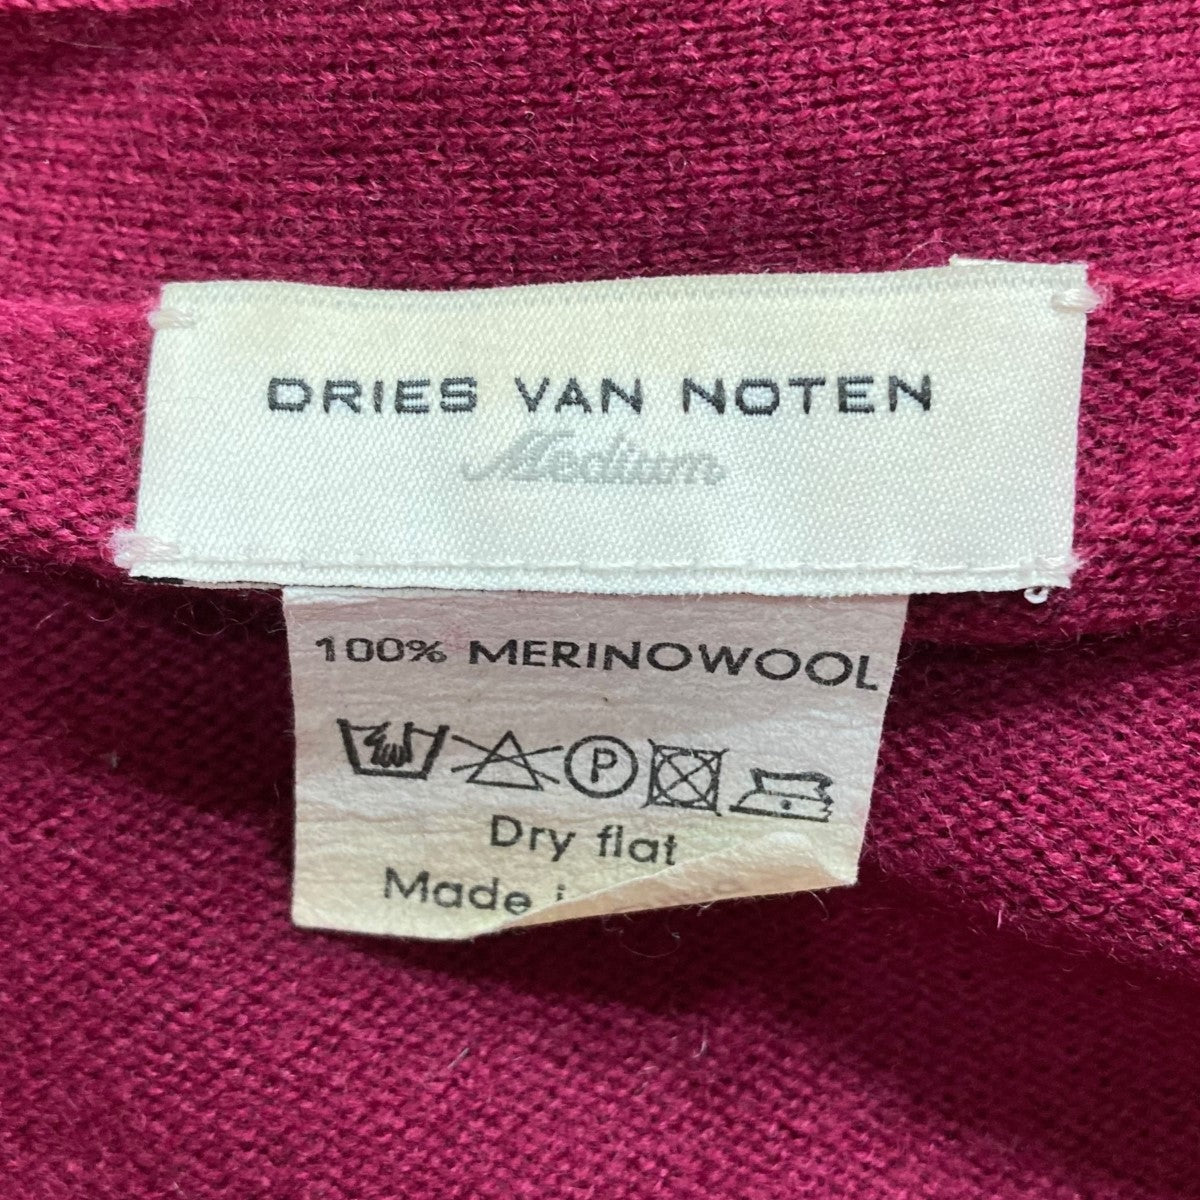 DRIES VAN NOTEN
Medium
100% MERINOWOOL
P
Dry flat
Made